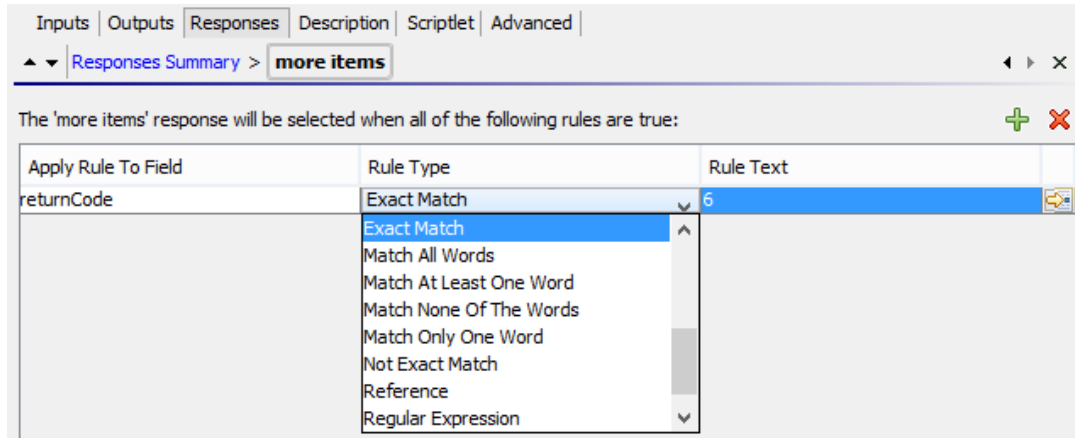 Inputs Outputs Responses Description Scriptlet Advanced
Responses Summary > more items
The 'more items' response will be selected when all of the following rules are true:
Apply Rule To Field Rule Type Rule Text
returnCode Exact Match 6
Exact Match
Match All Words
Match At Least One Word
Match None Of The Words
Match Only One Word
Not Exact Match
Reference
Regular Expression